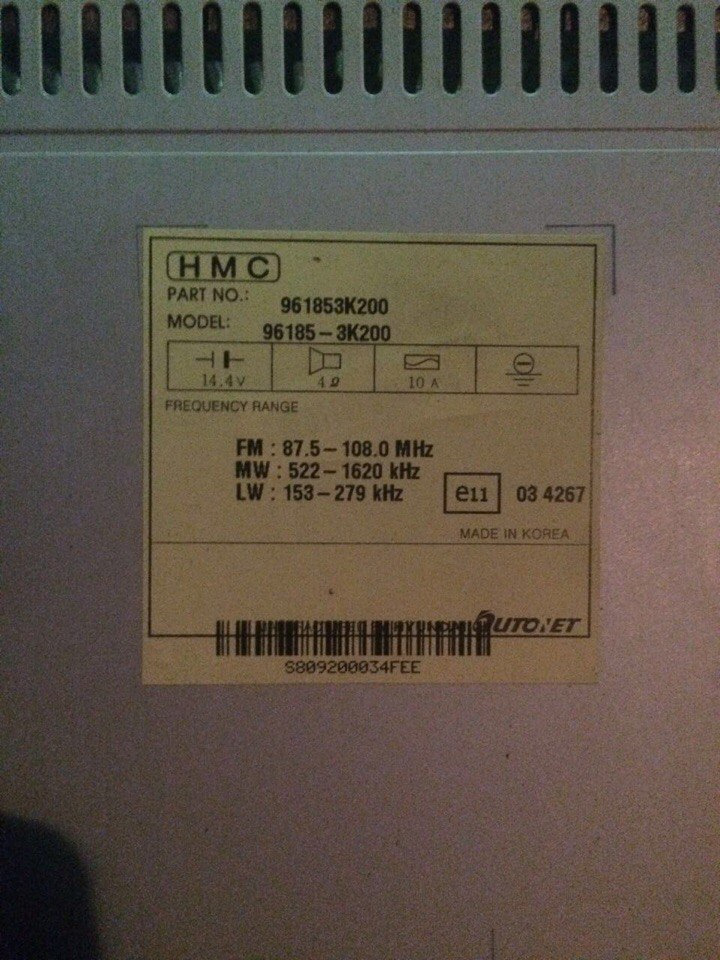 HMC
PART NO.: 961853K200
MODEL: 96185-3K200
14.4V 4Ω 10 A
FREQUENCY RANGE
FM : 87.5-108.0 MHz
MW : 522-1620 kHz
LW : 153-279 kHz
e11 03 4267
MADE IN KOREA
AUTONET
S809200034FEE